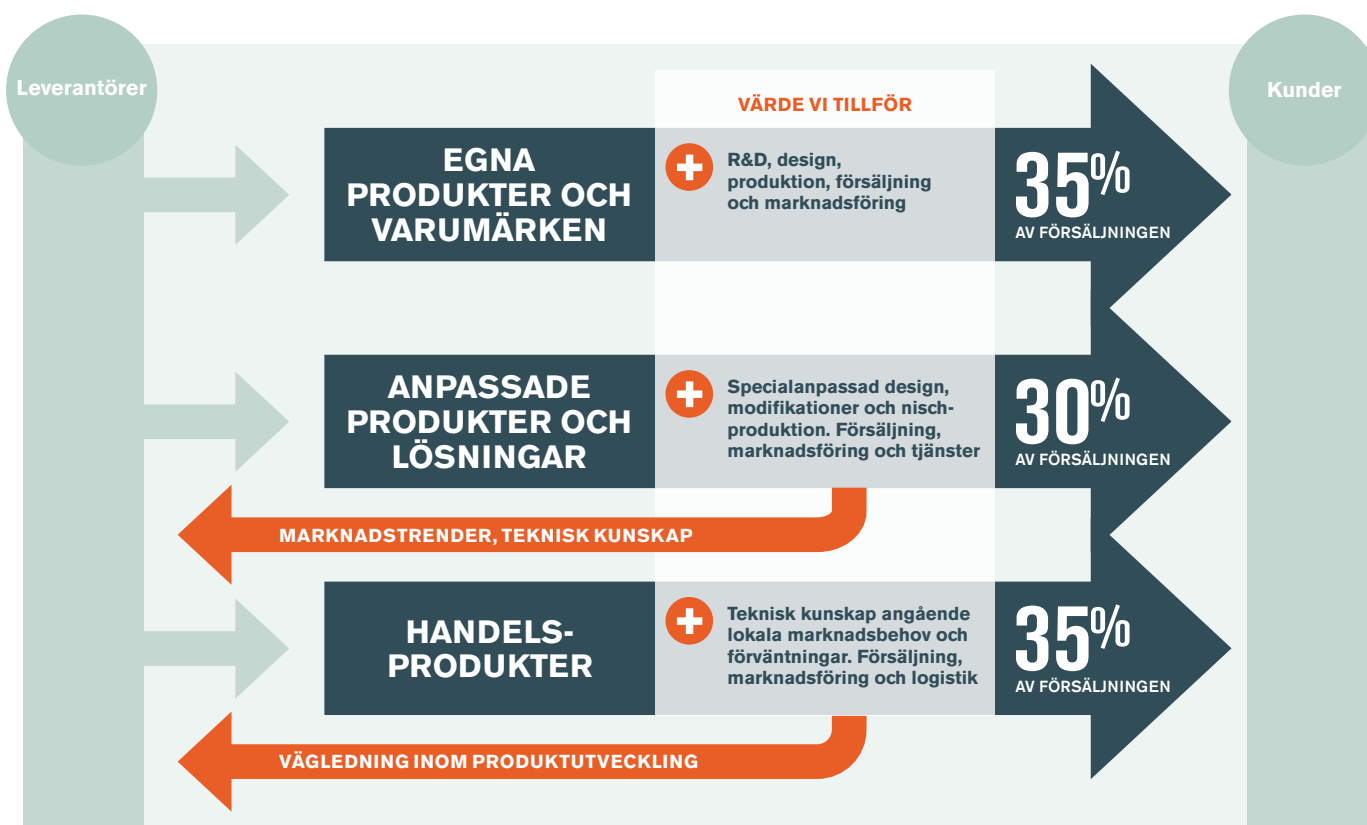 Leverantörer
Kunder
VÄRDE VI TILLFÖR
EGNA
PRODUKTER OCH
VARUMÄRKEN
R&D, design,
produktion, försäljning
och marknadsföring
35%
AV FÖRSÄLJNINGEN
ANPASSADE
PRODUKTER OCH
LÖSNINGAR
Specialanpassad design,
modifikationer och nisch-
produktion. Försäljning,
marknadsföring och tjänster
30%
AV FÖRSÄLJNINGEN
MARKNADSTRENDER, TEKNISK KUNSKAP
HANDELS-
PRODUKTER
Teknisk kunskap angående
lokala marknadsbehov och
förväntningar. Försäljning,
marknadsföring och logistik
35%
AV FÖRSÄLJNINGEN
VÄGLEDNING INOM PRODUKTUTVECKLING